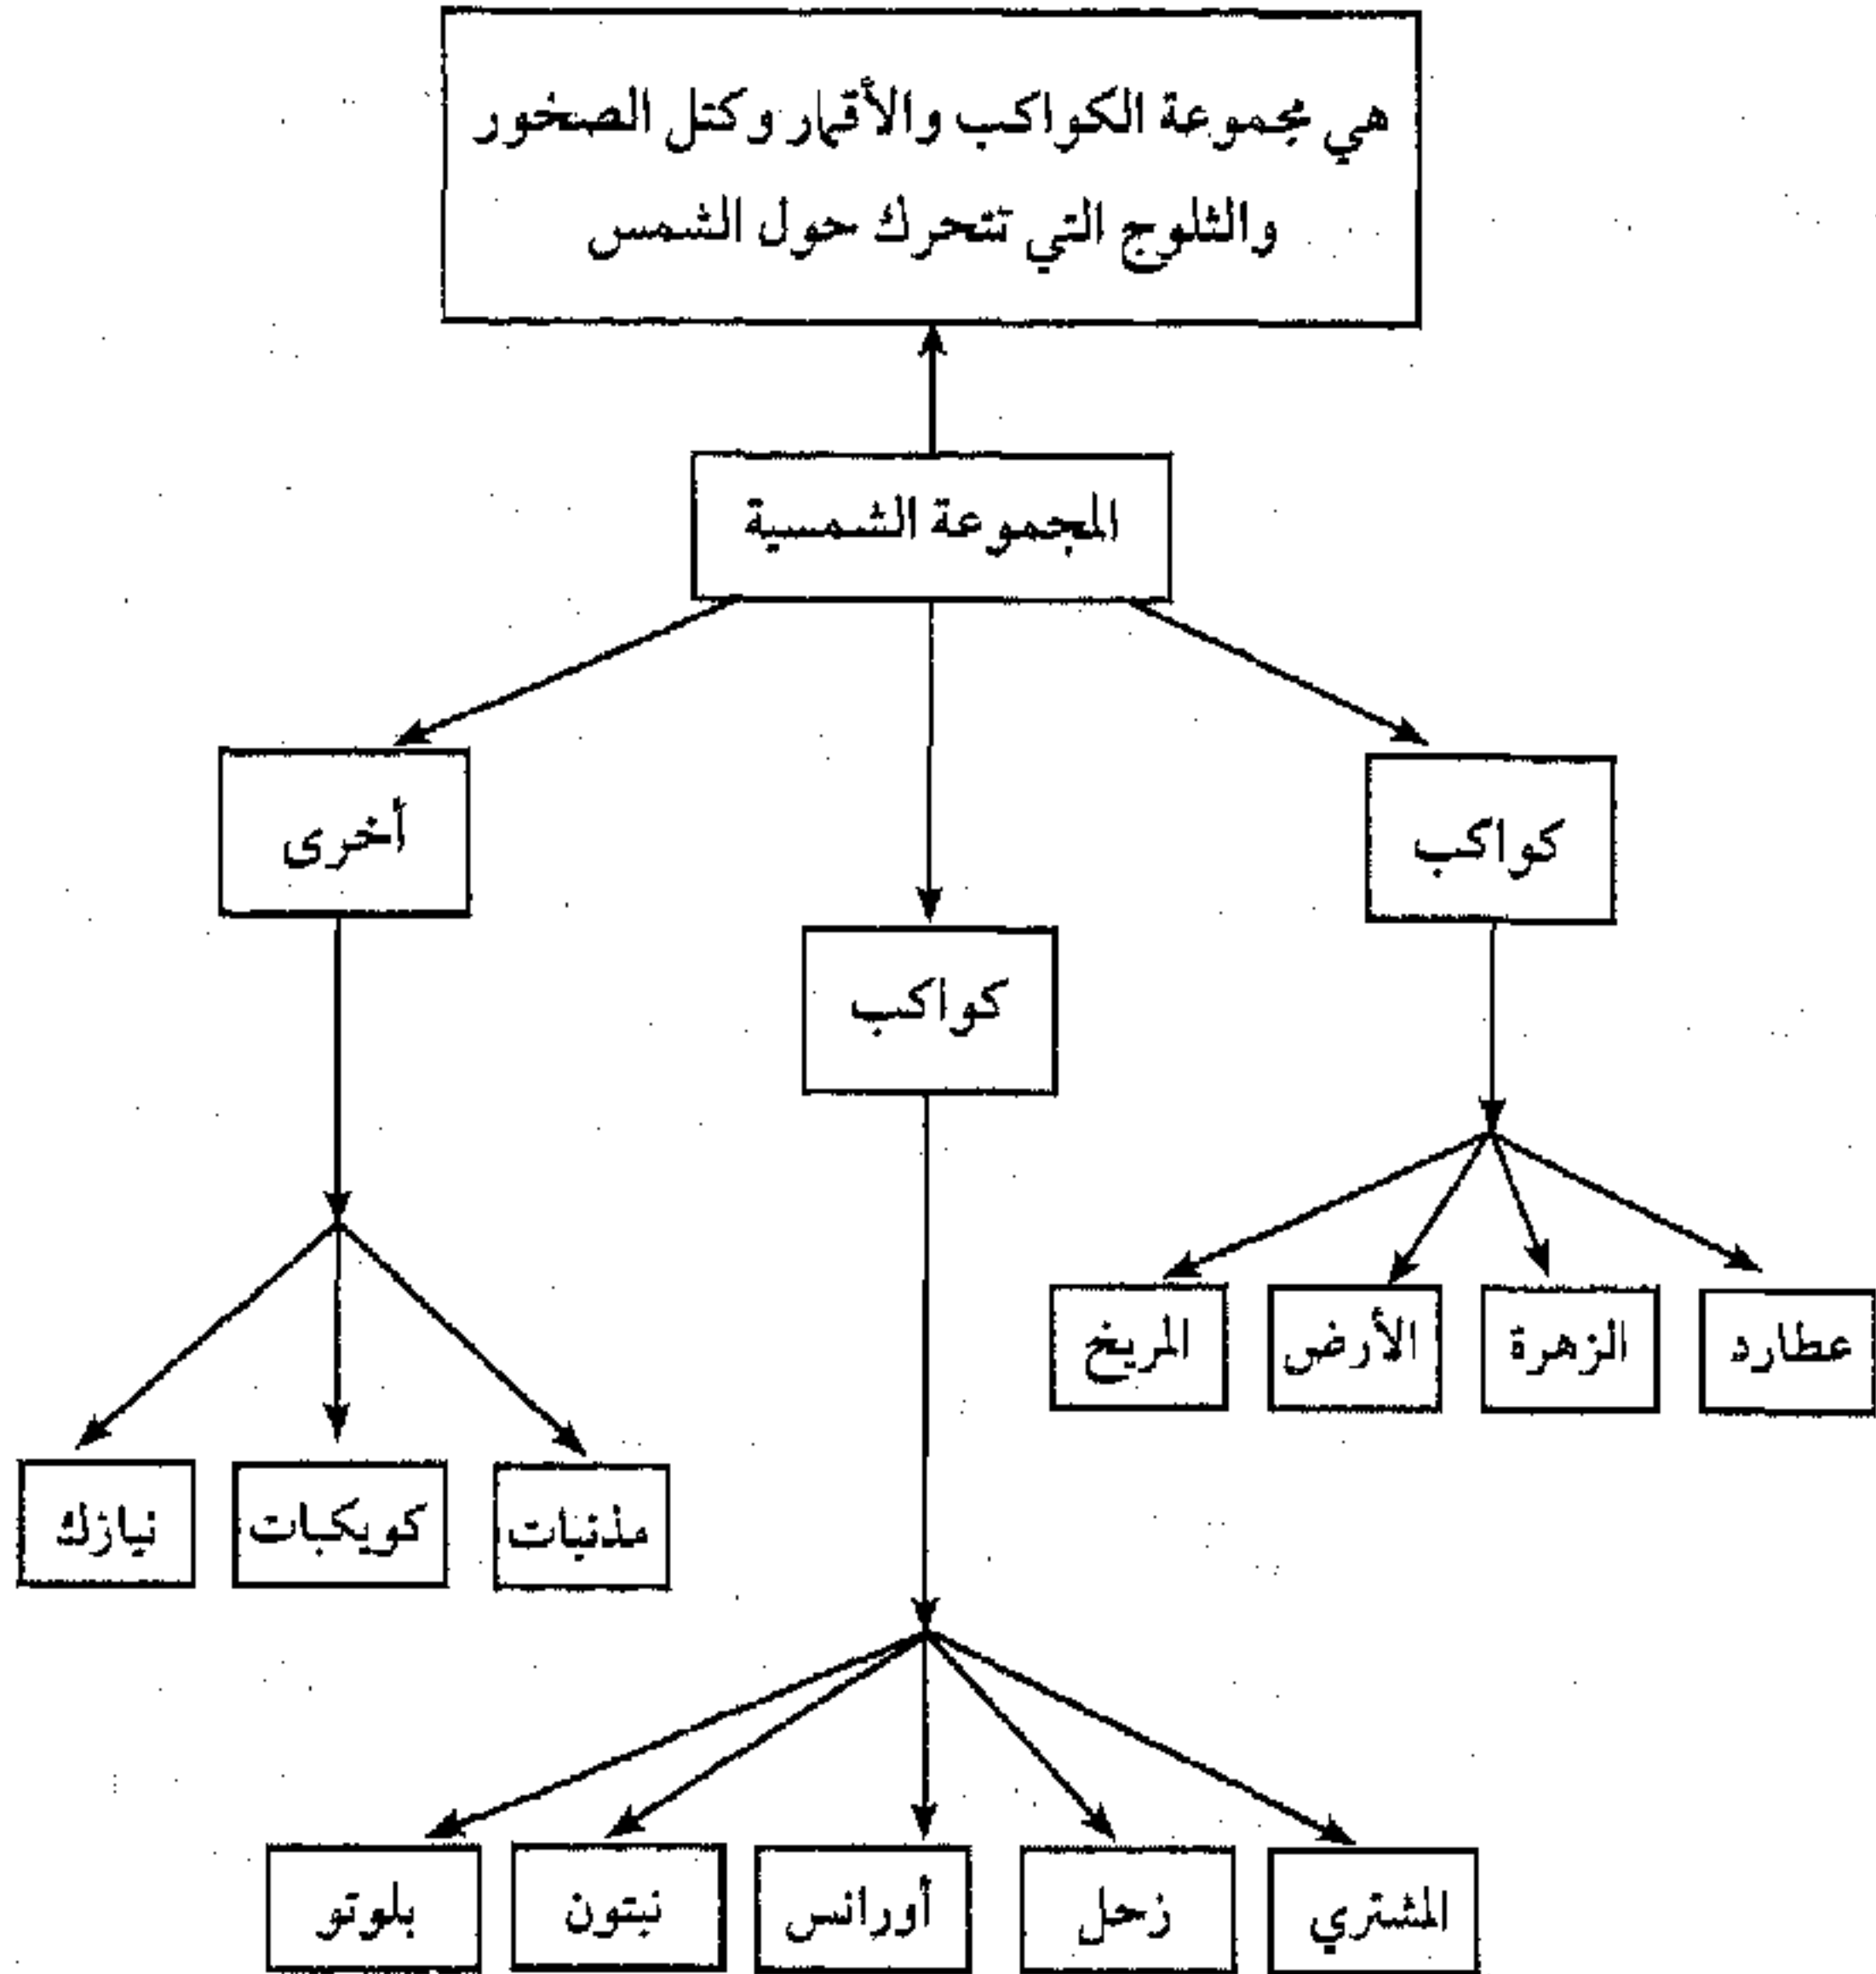 هي مجموعة الكواكب والأقمار وكتل الصخور
والثلوج التي تتحرك حول الشمس
المجموعة الشمسية
كواكب
كواكب
أخرى
عطارد
الزهرة
الأرض
المريخ
مذنبات
كويكبات
نيازك
المشتري
زحل
أورانس
نبتون
بلوتو